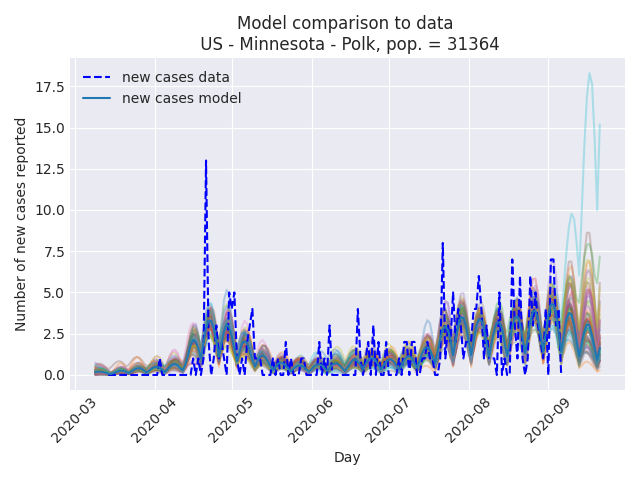 Model comparison to data
US - Minnesota - Polk, pop. = 31364
new cases data
new cases model
Number of new cases reported
17.5
15.0
12.5
10.0
7.5
5.0
2.5
0.0
2020-03
2020-04
2020-05
2020-06
2020-07
2020-08
2020-09
Day